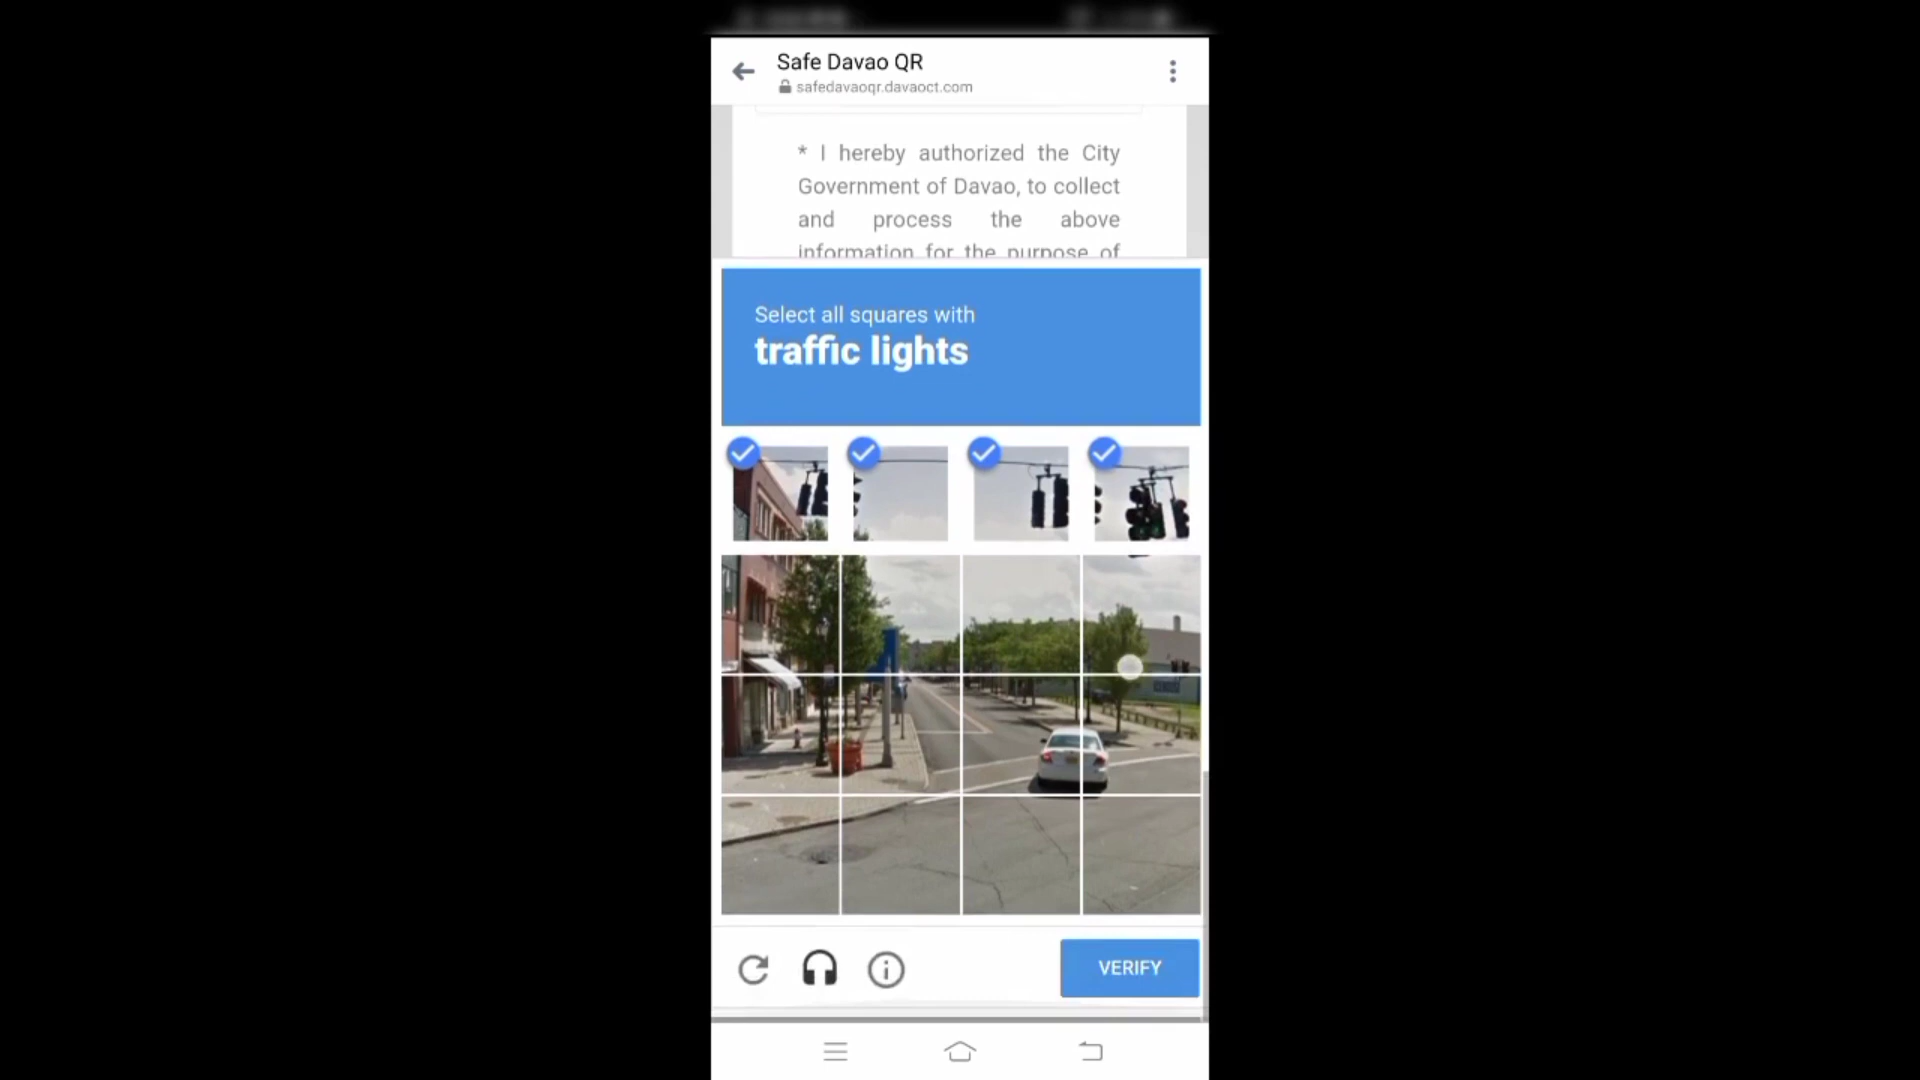 Safe Davao QR
safedavaoqr.davaoct.com
* I hereby authorized the City
Government of Davao, to collect
and process the above
information for the purpose of
Select all squares with
traffic lights
VERIFY